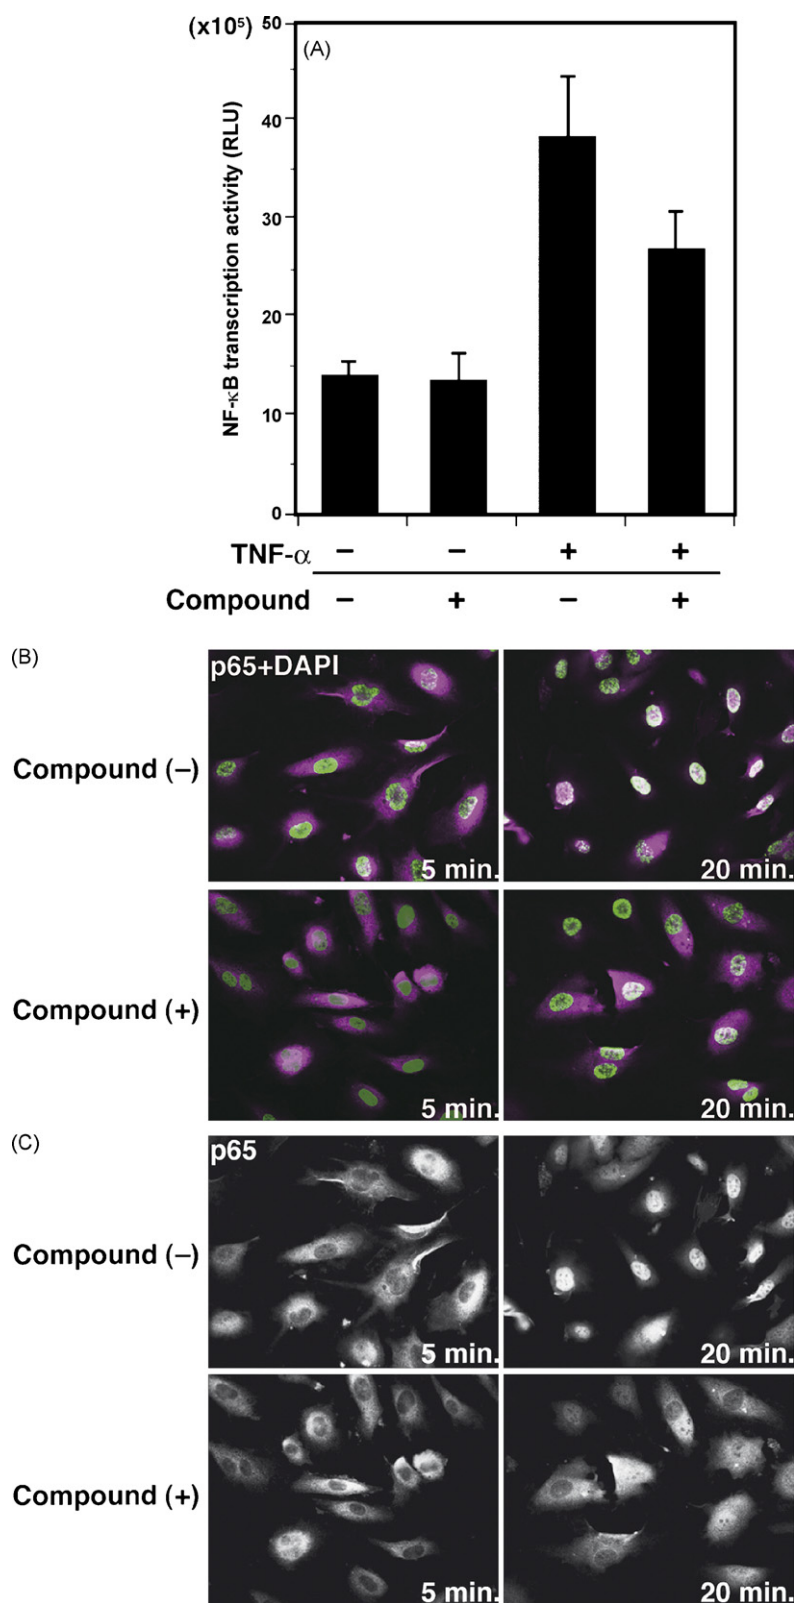 (x10⁵)
50
(A)
40
30
20
10
0
NF-κB transcription activity (RLU)
TNF-α – – + +
Compound – + – +
(B)
p65+DAPI
Compound (–)
5 min.
20 min.
Compound (+)
5 min.
20 min.
(C)
p65
Compound (–)
5 min.
20 min.
Compound (+)
5 min.
20 min.